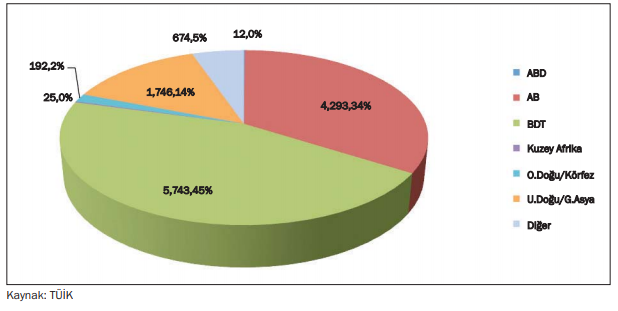 674,5%
12,0%
192,2%
25,0%
1,746,14%
4,293,34%
5,743,45%
ABD
AB
BDT
Kuzey Afrika
O.Doğu/Körfez
U.Doğu/G.Asya
Diğer
Kaynak: TÜİK